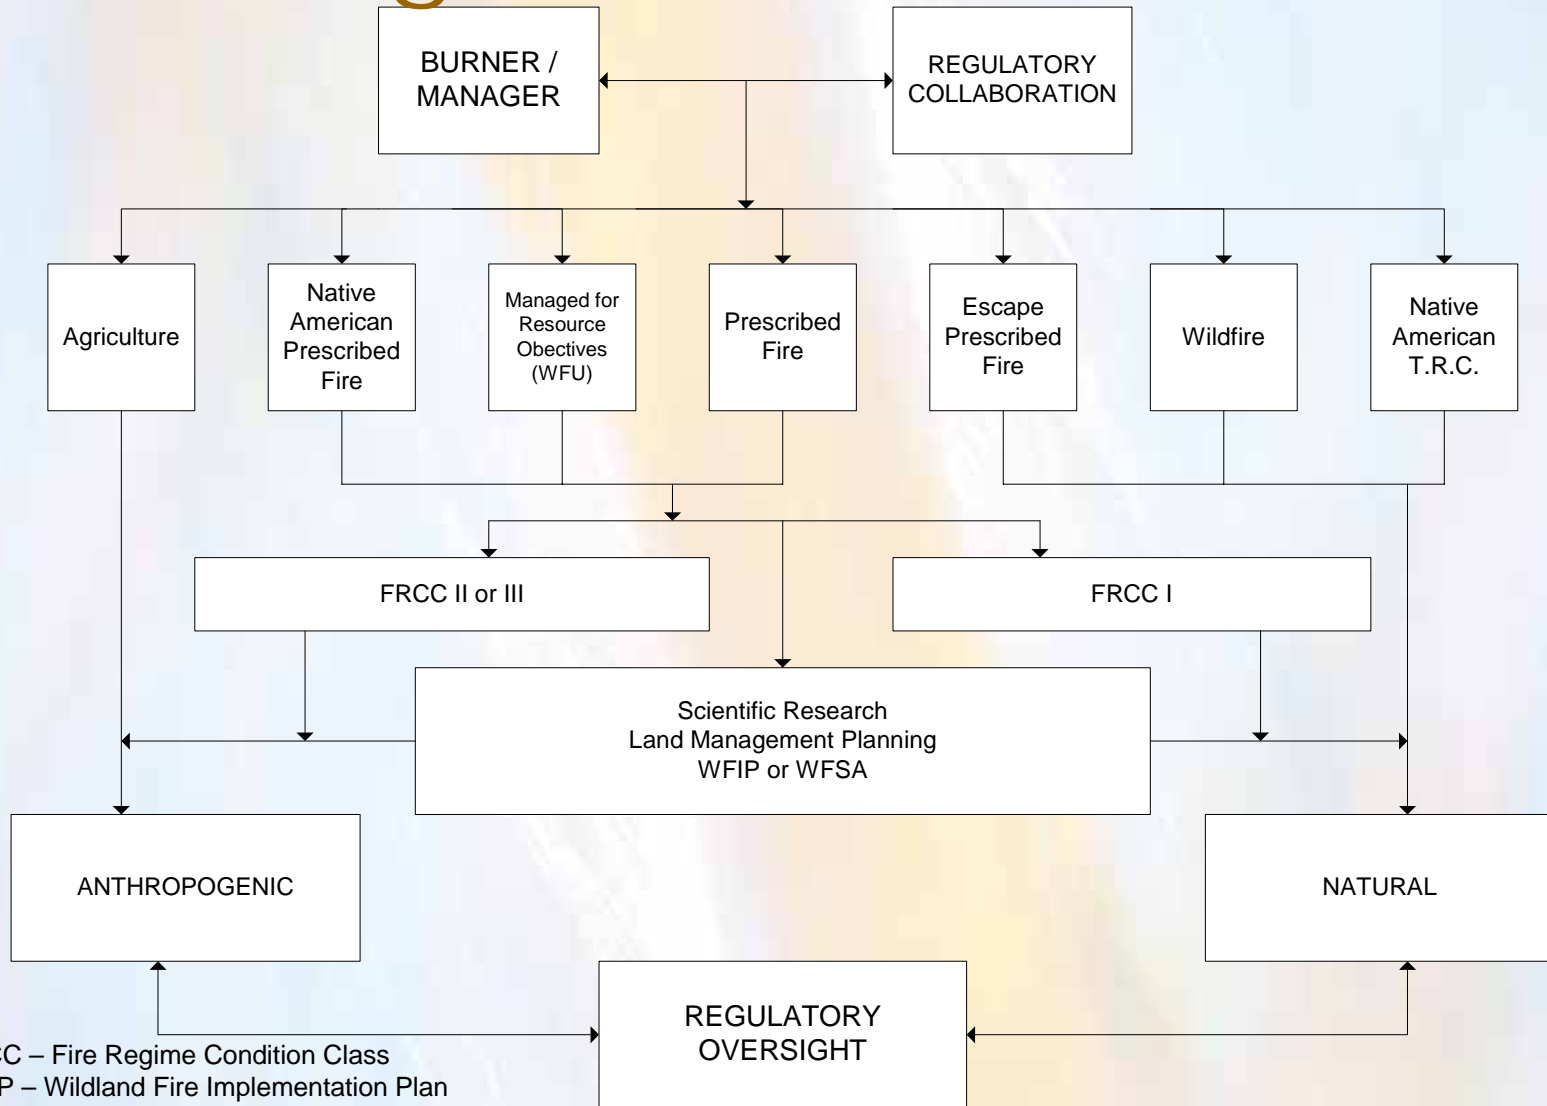 BURNER /
MANAGER
REGULATORY
COLLABORATION
Agriculture
Native
American
Prescribed
Fire
Managed for
Resource
Obectives
(WFU)
Prescribed
Fire
Escape
Prescribed
Fire
Wildfire
Native
American
T.R.C.
FRCC II or III
FRCC I
Scientific Research
Land Management Planning
WFIP or WFSA
ANTHROPOGENIC
NATURAL
REGULATORY
OVERSIGHT
CC – Fire Regime Condition Class
P – Wildland Fire Implementation Plan